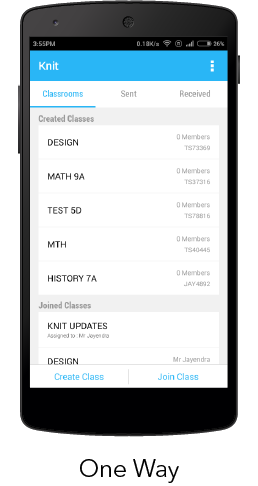 3:55PM 0.18K/s 26%
Knit
Classrooms Sent Received
Created Classes
DESIGN 0 Members
TS73369
MATH 9A 0 Members
TS37316
TEST 5D 0 Members
TS78816
MTH 0 Members
TS40445
HISTORY 7A 0 Members
JAY4892
Joined Classes
KNIT UPDATES
Assigned to : Mr Jayendra
DESIGN Mr Jayendra
Create Class Join Class
One Way